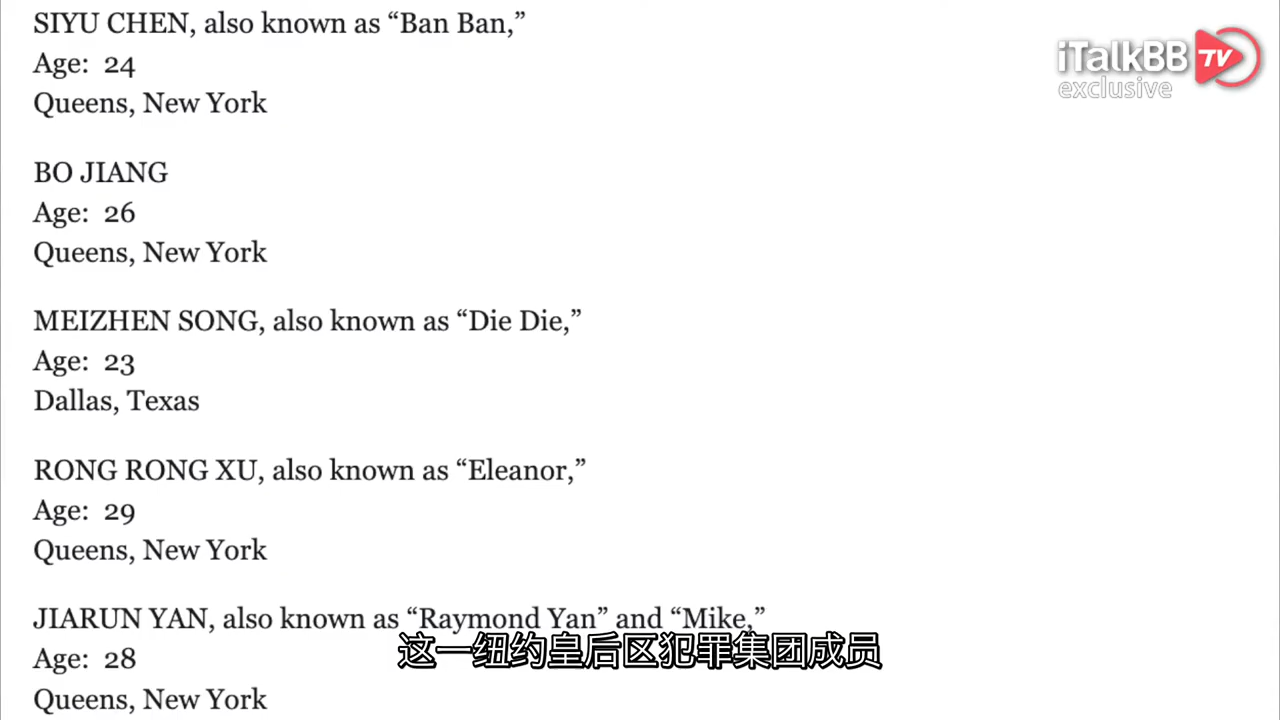 SIYU CHEN, also known as “Ban Ban,”
Age: 24
Queens, New York
iTalkBB TV
exclusive
BO JIANG
Age: 26
Queens, New York
MEIZHEN SONG, also known as “Die Die,”
Age: 23
Dallas, Texas
RONG RONG XU, also known as “Eleanor,”
Age: 29
Queens, New York
JIARUN YAN, also known as “Raymond Yan” and “Mike,”
Age: 28
Queens, New York
这一纽约皇后区犯罪集团成员